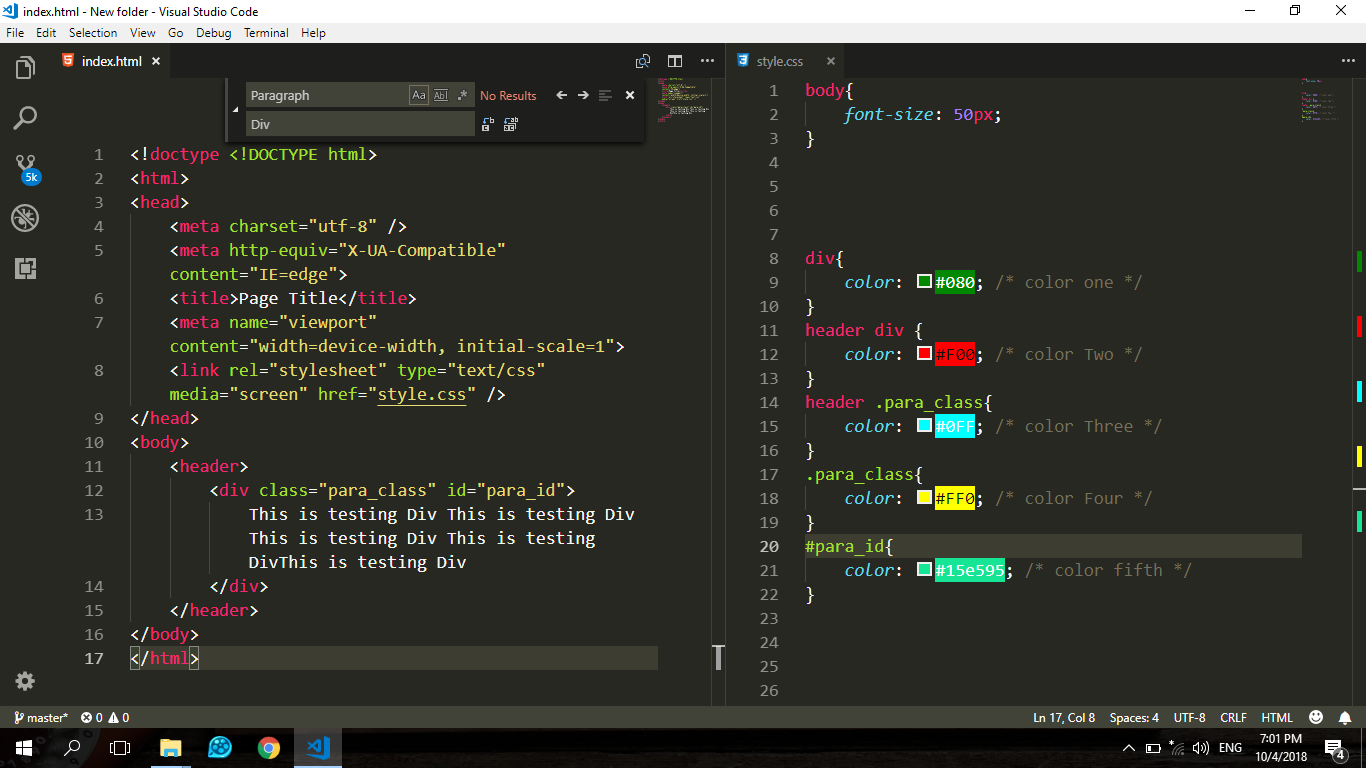 index.html - New folder - Visual Studio Code
File Edit Selection View Go Debug Terminal Help
index.html
Paragraph Aa Abl .* No Results
Div
1 <!doctype <!DOCTYPE html>
2 <html>
3 <head>
4 <meta charset="utf-8" />
5 <meta http-equiv="X-UA-Compatible"
content="IE=edge">
6 <title>Page Title</title>
7 <meta name="viewport"
content="width=device-width, initial-scale=1">
8 <link rel="stylesheet" type="text/css"
media="screen" href="style.css" />
9 </head>
10 <body>
11 <header>
12 <div class="para_class" id="para_id">
13 This is testing Div This is testing Div
This is testing Div This is testing
DivThis is testing Div
14 </div>
15 </header>
16 </body>
17 </html>
style.css
1 body{
2 font-size: 50px;
3 }
4
5
6
7
8 div{
9 color: #080; /* color one */
10 }
11 header div {
12 color: #F00; /* color Two */
13 }
14 header .para_class{
15 color: #0FF; /* color Three */
16 }
17 .para_class{
18 color: #FF0; /* color Four */
19 }
20 #para_id{
21 color: #15e595; /* color fifth */
22 }
23
24
25
26
5k
master* 0 0 Ln 17, Col 8 Spaces: 4 UTF-8 CRLF HTML
ENG
7:01 PM
10/4/2018
4